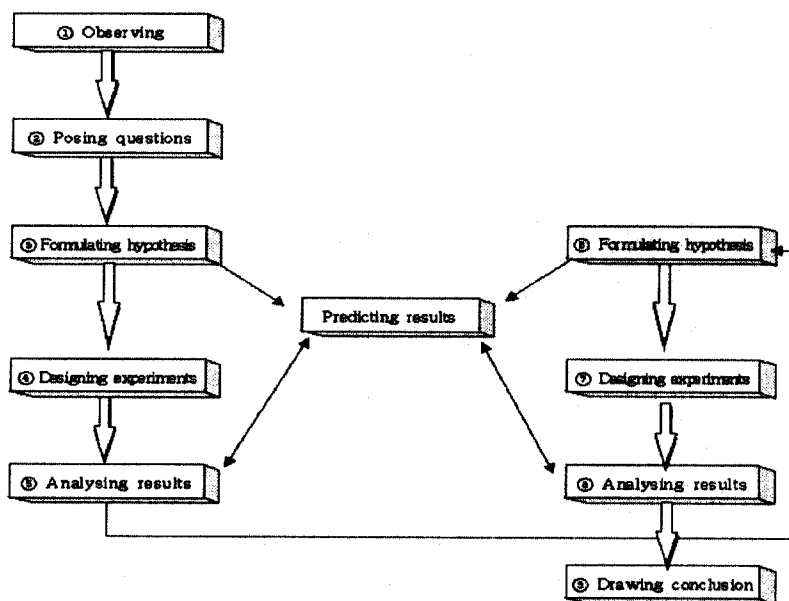 ① Observing
② Posing questions
③ Formulating hypothesis
④ Designing experiments
⑤ Analysing results
Predicting results
⑥ Formulating hypothesis
⑦ Designing experiments
⑧ Analysing results
⑨ Drawing conclusion